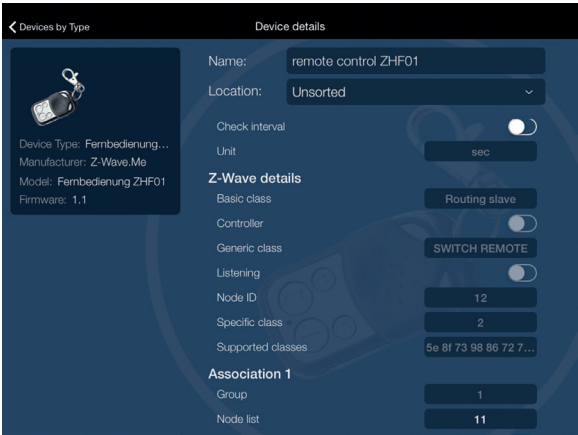 Devices by Type
Device details
Device Type: Fernbedienung...
Manufacturer: Z-Wave.Me
Model: Fernbedienung ZHF01
Firmware: 1.1
Name: remote control ZHF01
Location: Unsorted
Check interval
Unit sec
Z-Wave details
Basic class Routing slave
Controller
Generic class SWITCH REMOTE
Listening
Node ID 12
Specific class 2
Supported classes 5e 8f 73 98 86 72 7...
Association 1
Group 1
Node list 11